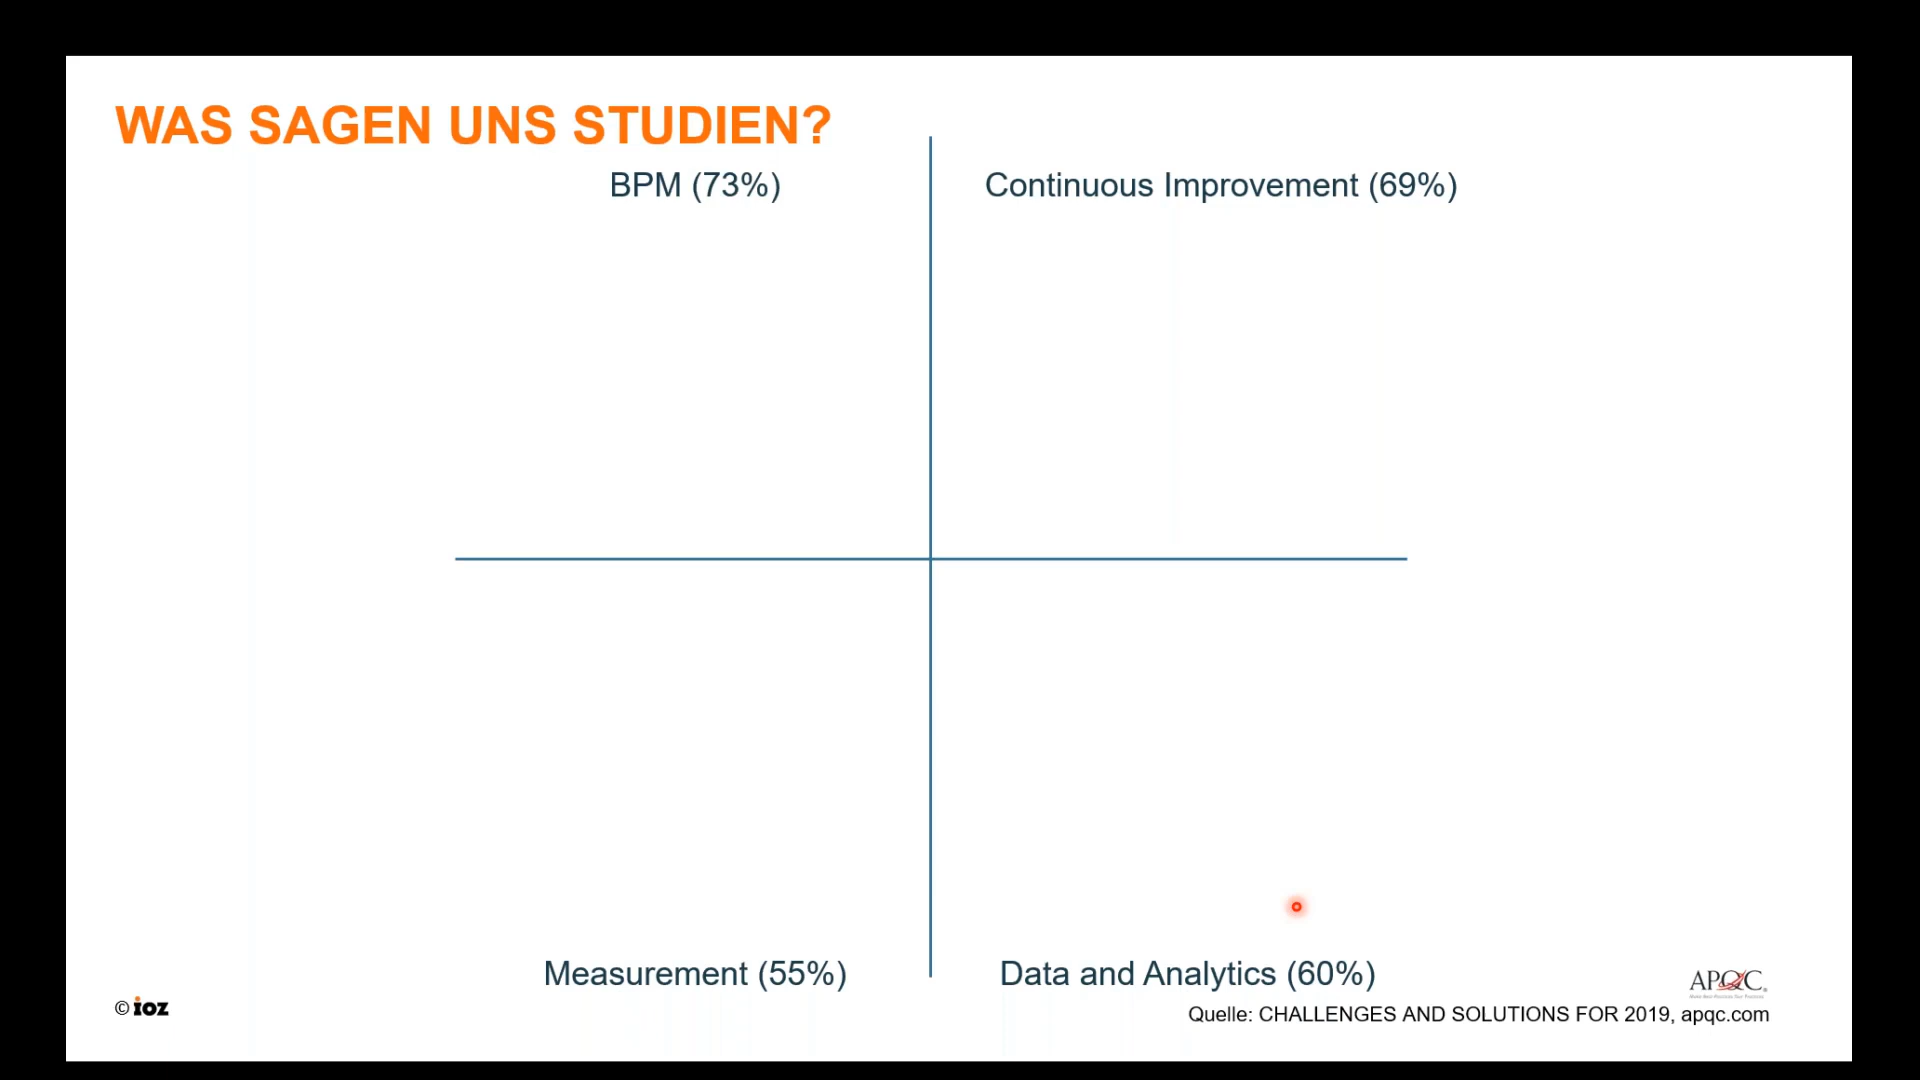 WAS SAGEN UNS STUDIEN?
BPM (73%)
Continuous Improvement (69%)
Measurement (55%)
Data and Analytics (60%)
APQC
© ioz
Quelle: CHALLENGES AND SOLUTIONS FOR 2019, apqc.com